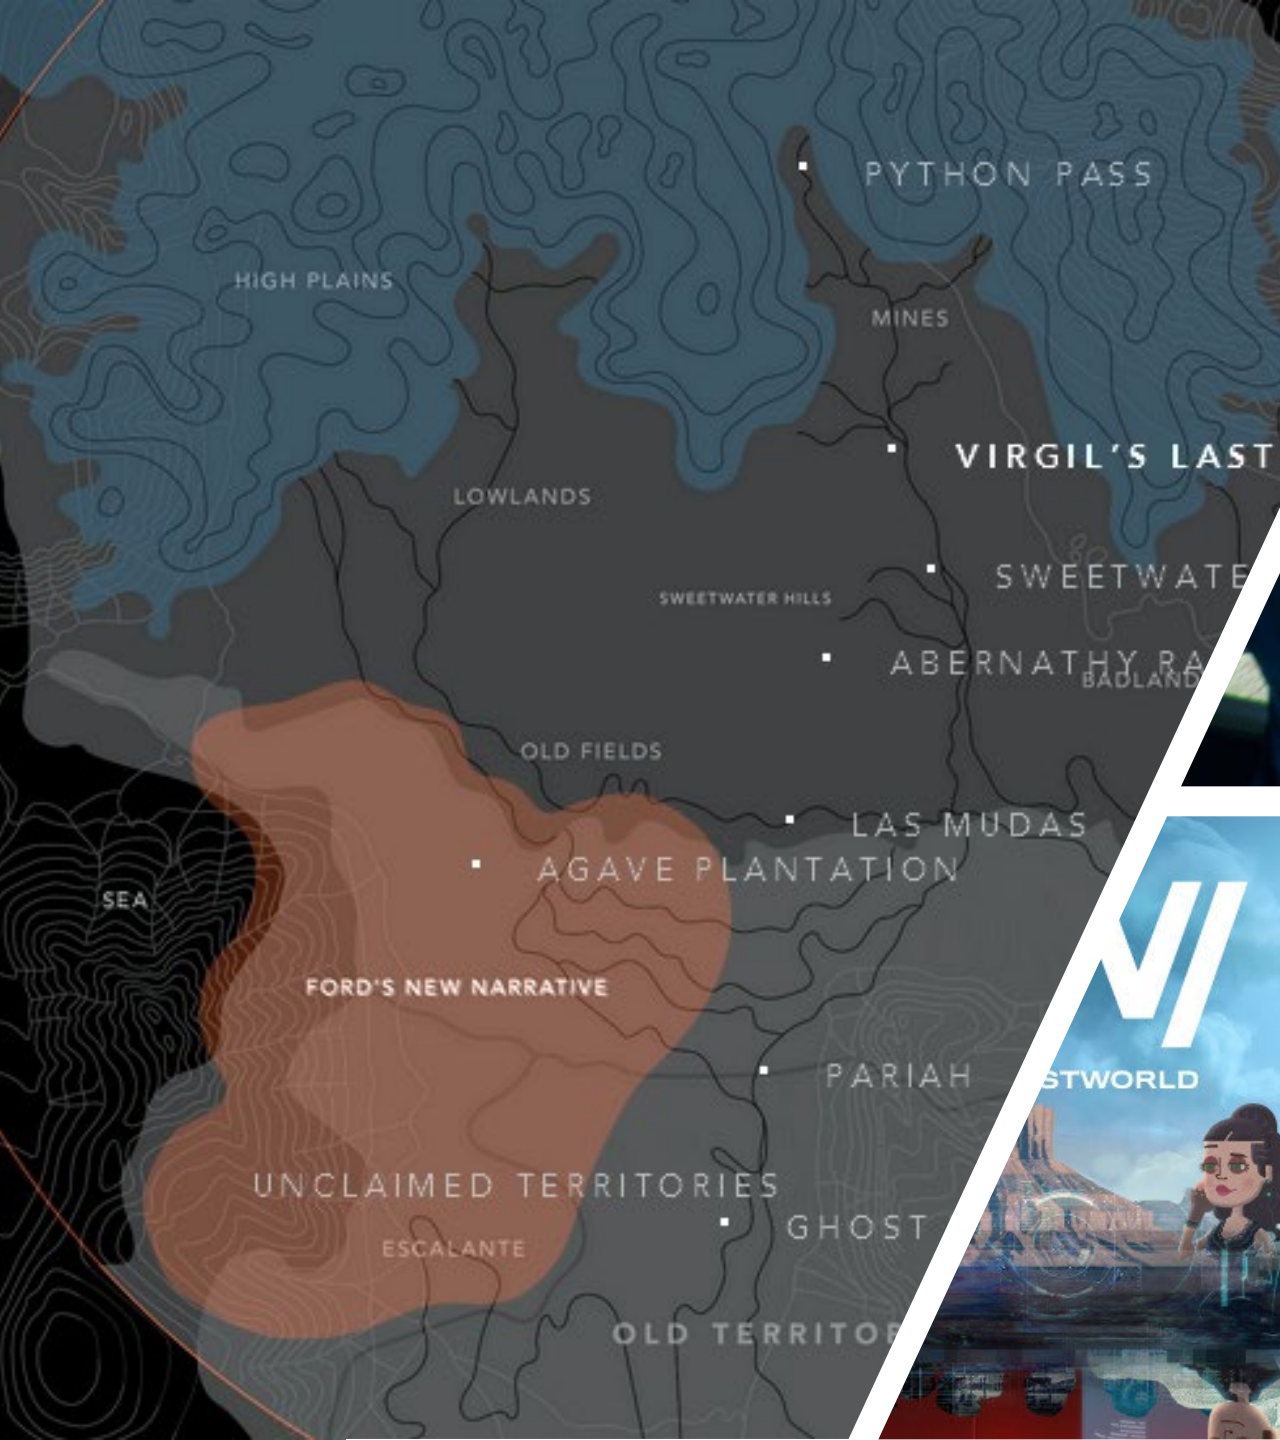 PYTHON PASS
HIGH PLAINS
MINES
VIRGIL'S LAST
LOWLANDS
SWEETWATE
SWEETWATER HILLS
ABERNATHY RA
BADLAND
OLD FIELDS
LAS MUDAS
AGAVE PLANTATION
SEA
FORD'S NEW NARRATIVE
PARIAH
STWORLD
UNCLAIMED TERRITORIES
GHOST
ESCALANTE
OLD TERRITOR